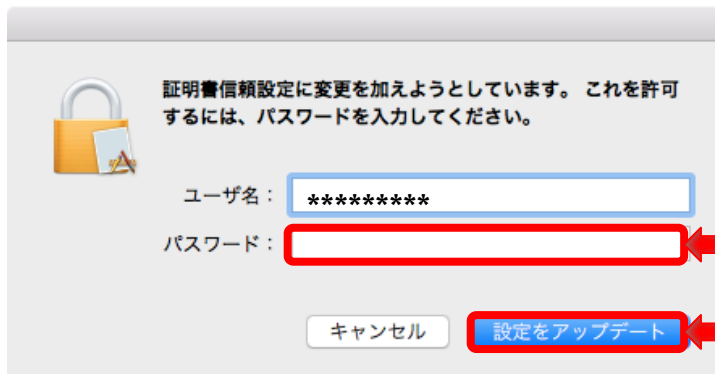 証明書信頼設定に変更を加えようとしています。 これを許可
するには、パスワードを入力してください。
ユーザ名：
*********
パスワード：
キャンセル
設定をアップデート